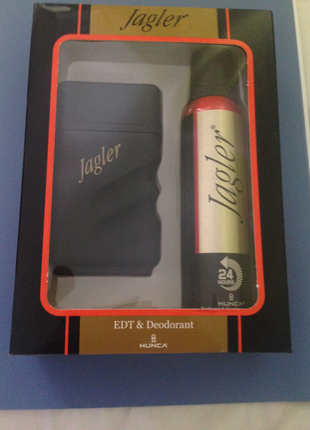 Jagler
Jagler
Jagler®
24
HOURS
HUNCA
EDT & Deodorant
HUNCA